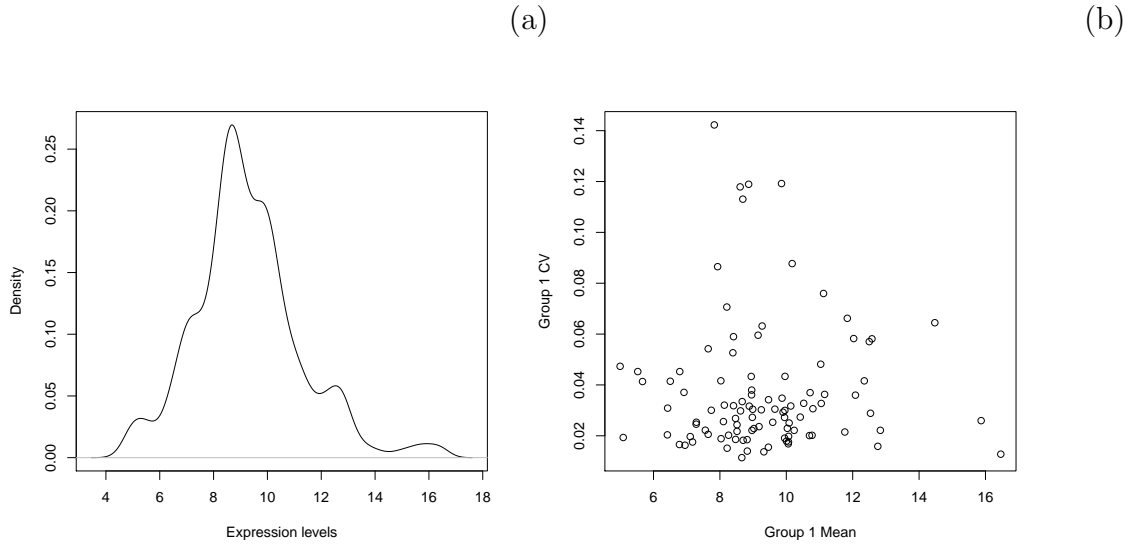 (a)
(b)
0.25
0.20
0.15
0.10
0.05
0.00
Density
4 6 8 10 12 14 16 18
Expression levels
0.14
0.12
0.10
0.08
0.06
0.04
0.02
Group 1 CV
6 8 10 12 14 16
Group 1 Mean